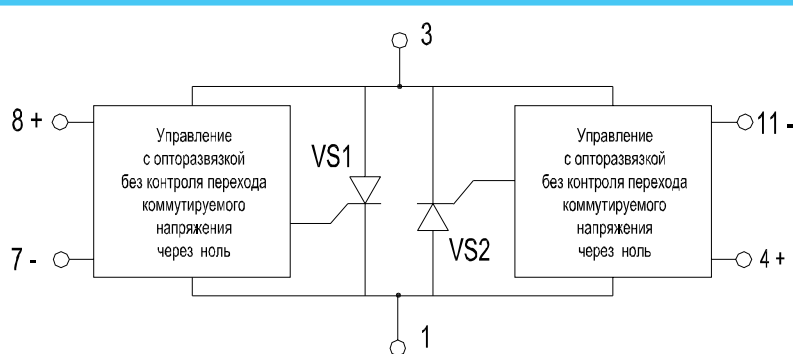 3
8 +
Управление
с опторазвязкой
без контроля перехода
коммутируемого
напряжения
через ноль
7 -
VS1
VS2
Управление
с опторазвязкой
без контроля перехода
коммутируемого
напряжения
через ноль
11 -
4 +
1